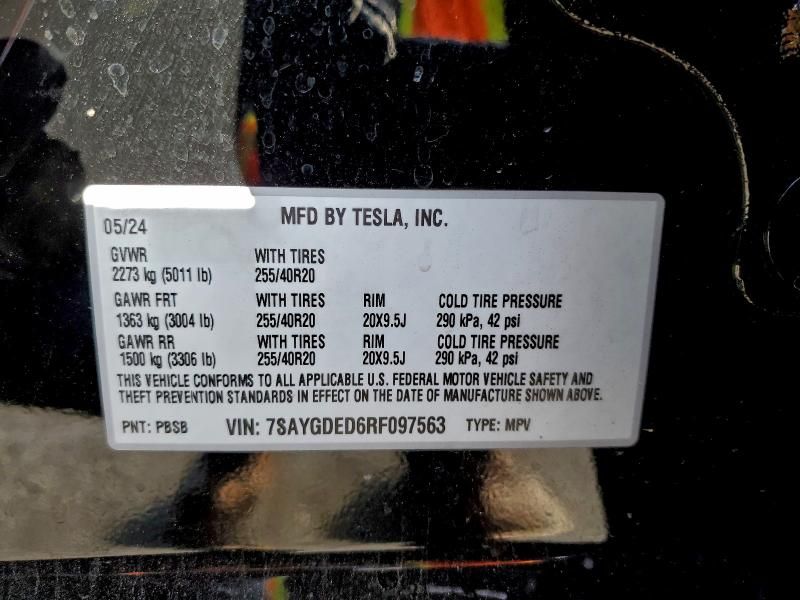 05/24 MFD BY TESLA, INC.
GVWR WITH TIRES
2273 kg (5011 lb) 255/40R20
GAWR FRT WITH TIRES RIM COLD TIRE PRESSURE
1363 kg (3004 lb) 255/40R20 20X9.5J 290 kPa, 42 psi
GAWR RR WITH TIRES RIM COLD TIRE PRESSURE
1500 kg (3306 lb) 255/40R20 20X9.5J 290 kPa, 42 psi
THIS VEHICLE CONFORMS TO ALL APPLICABLE U.S. FEDERAL MOTOR VEHICLE SAFETY AND
THEFT PREVENTION STANDARDS IN EFFECT ON THE DATE OF MANUFACTURE SHOWN ABOVE.
PNT: PBSB VIN: 7SAYGDED6RF097563 TYPE: MPV